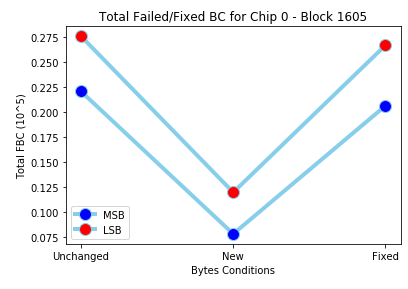 Total Failed/Fixed BC for Chip 0 - Block 1605
Total FBC (10^5)
0.275
0.250
0.225
0.200
0.175
0.150
0.125
0.100
0.075
MSB
LSB
Unchanged New Fixed
Bytes Conditions